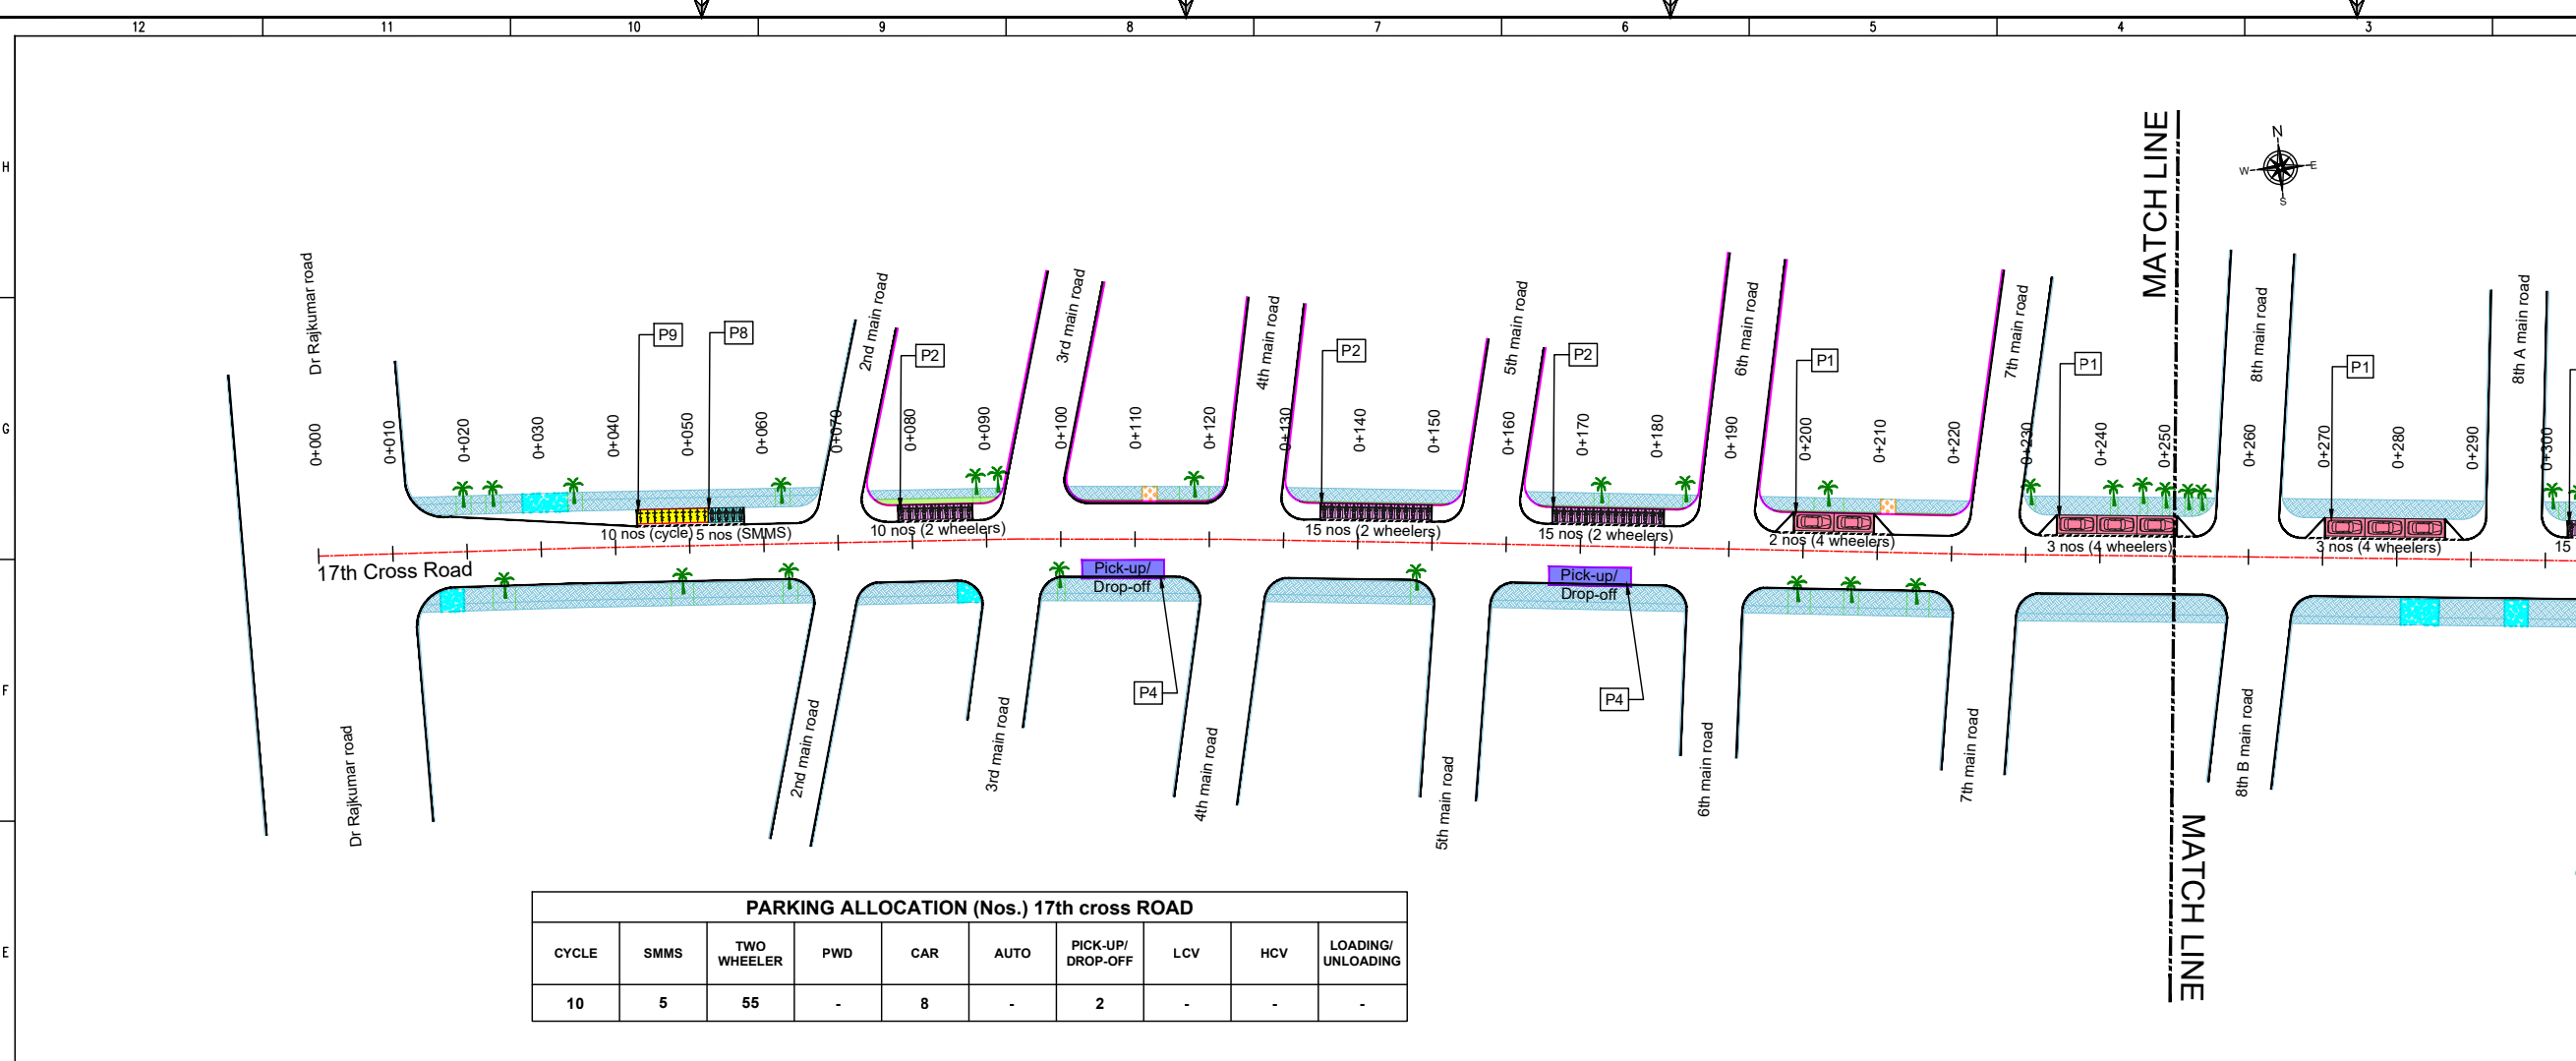 12 11 10 9 8 7 6 5 4 3
H
G
F
E
MATCH LINE
N
W E
S
Dr Rajkumar road
2nd main road
3rd main road
4th main road
5th main road
6th main road
7th main road
8th main road
8th A main road
P9 P8 P2 P2 P2 P1 P1 P1
0+000 0+010 0+020 0+030 0+040 0+050 0+060 0+070 0+080 0+090 0+100 0+110 0+120 0+130 0+140 0+150 0+160 0+170 0+180 0+190 0+200 0+210 0+220 0+230 0+240 0+250 0+260 0+270 0+280 0+290 0+300
10 nos (cycle) 5 nos (SMMS) 10 nos (2 wheelers) 15 nos (2 wheelers) 15 nos (2 wheelers) 2 nos (4 wheelers) 3 nos (4 wheelers) 3 nos (4 wheelers) 15
17th Cross Road
Pick-up/
Drop-off
Pick-up/
Drop-off
P4 P4
Dr Rajkumar road
2nd main road
3rd main road
4th main road
5th main road
6th main road
7th main road
8th B main road
MATCH LINE
PARKING ALLOCATION (Nos.) 17th cross ROAD
CYCLE SMMS TWO WHEELER PWD CAR AUTO PICK-UP/ DROP-OFF LCV HCV LOADING/ UNLOADING
10 5 55 - 8 - 2 - - -